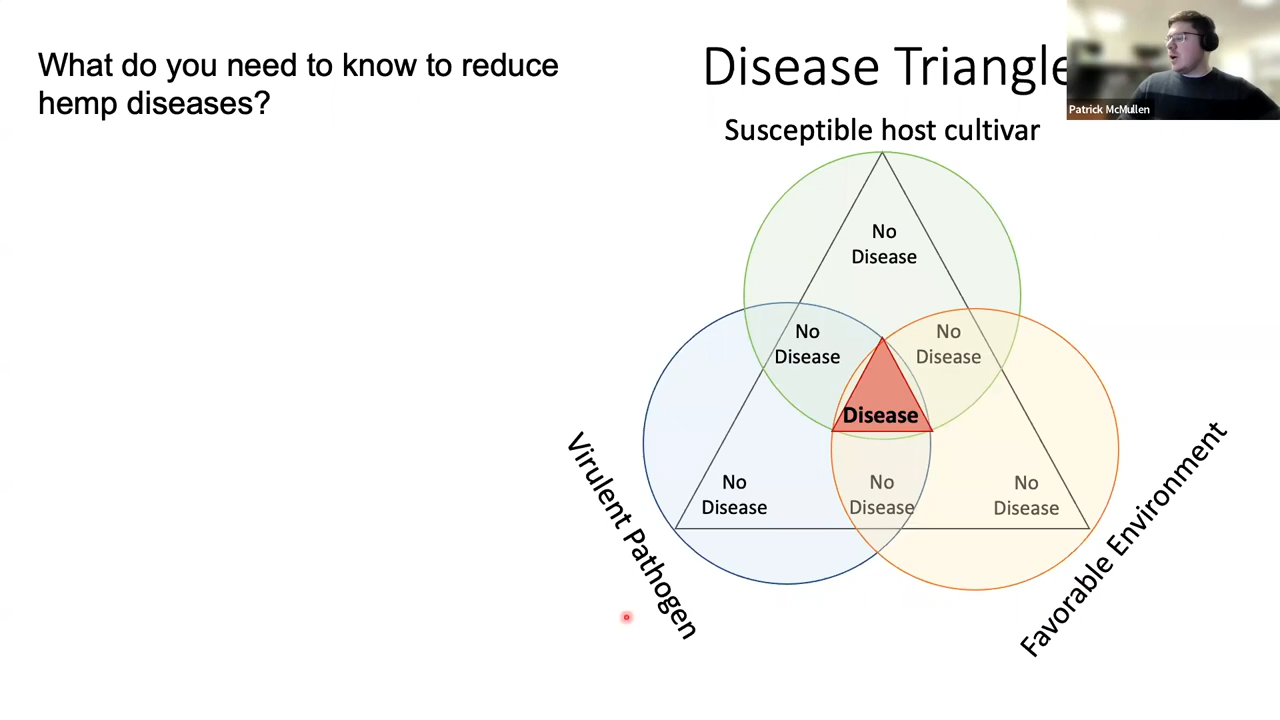 What do you need to know to reduce
hemp diseases?
Disease Triangle
Patrick McMullen
Susceptible host cultivar
No
Disease
No
Disease
No
Disease
Disease
No
Disease
No
Disease
No
Disease
Virulent Pathogen
Favorable Environment